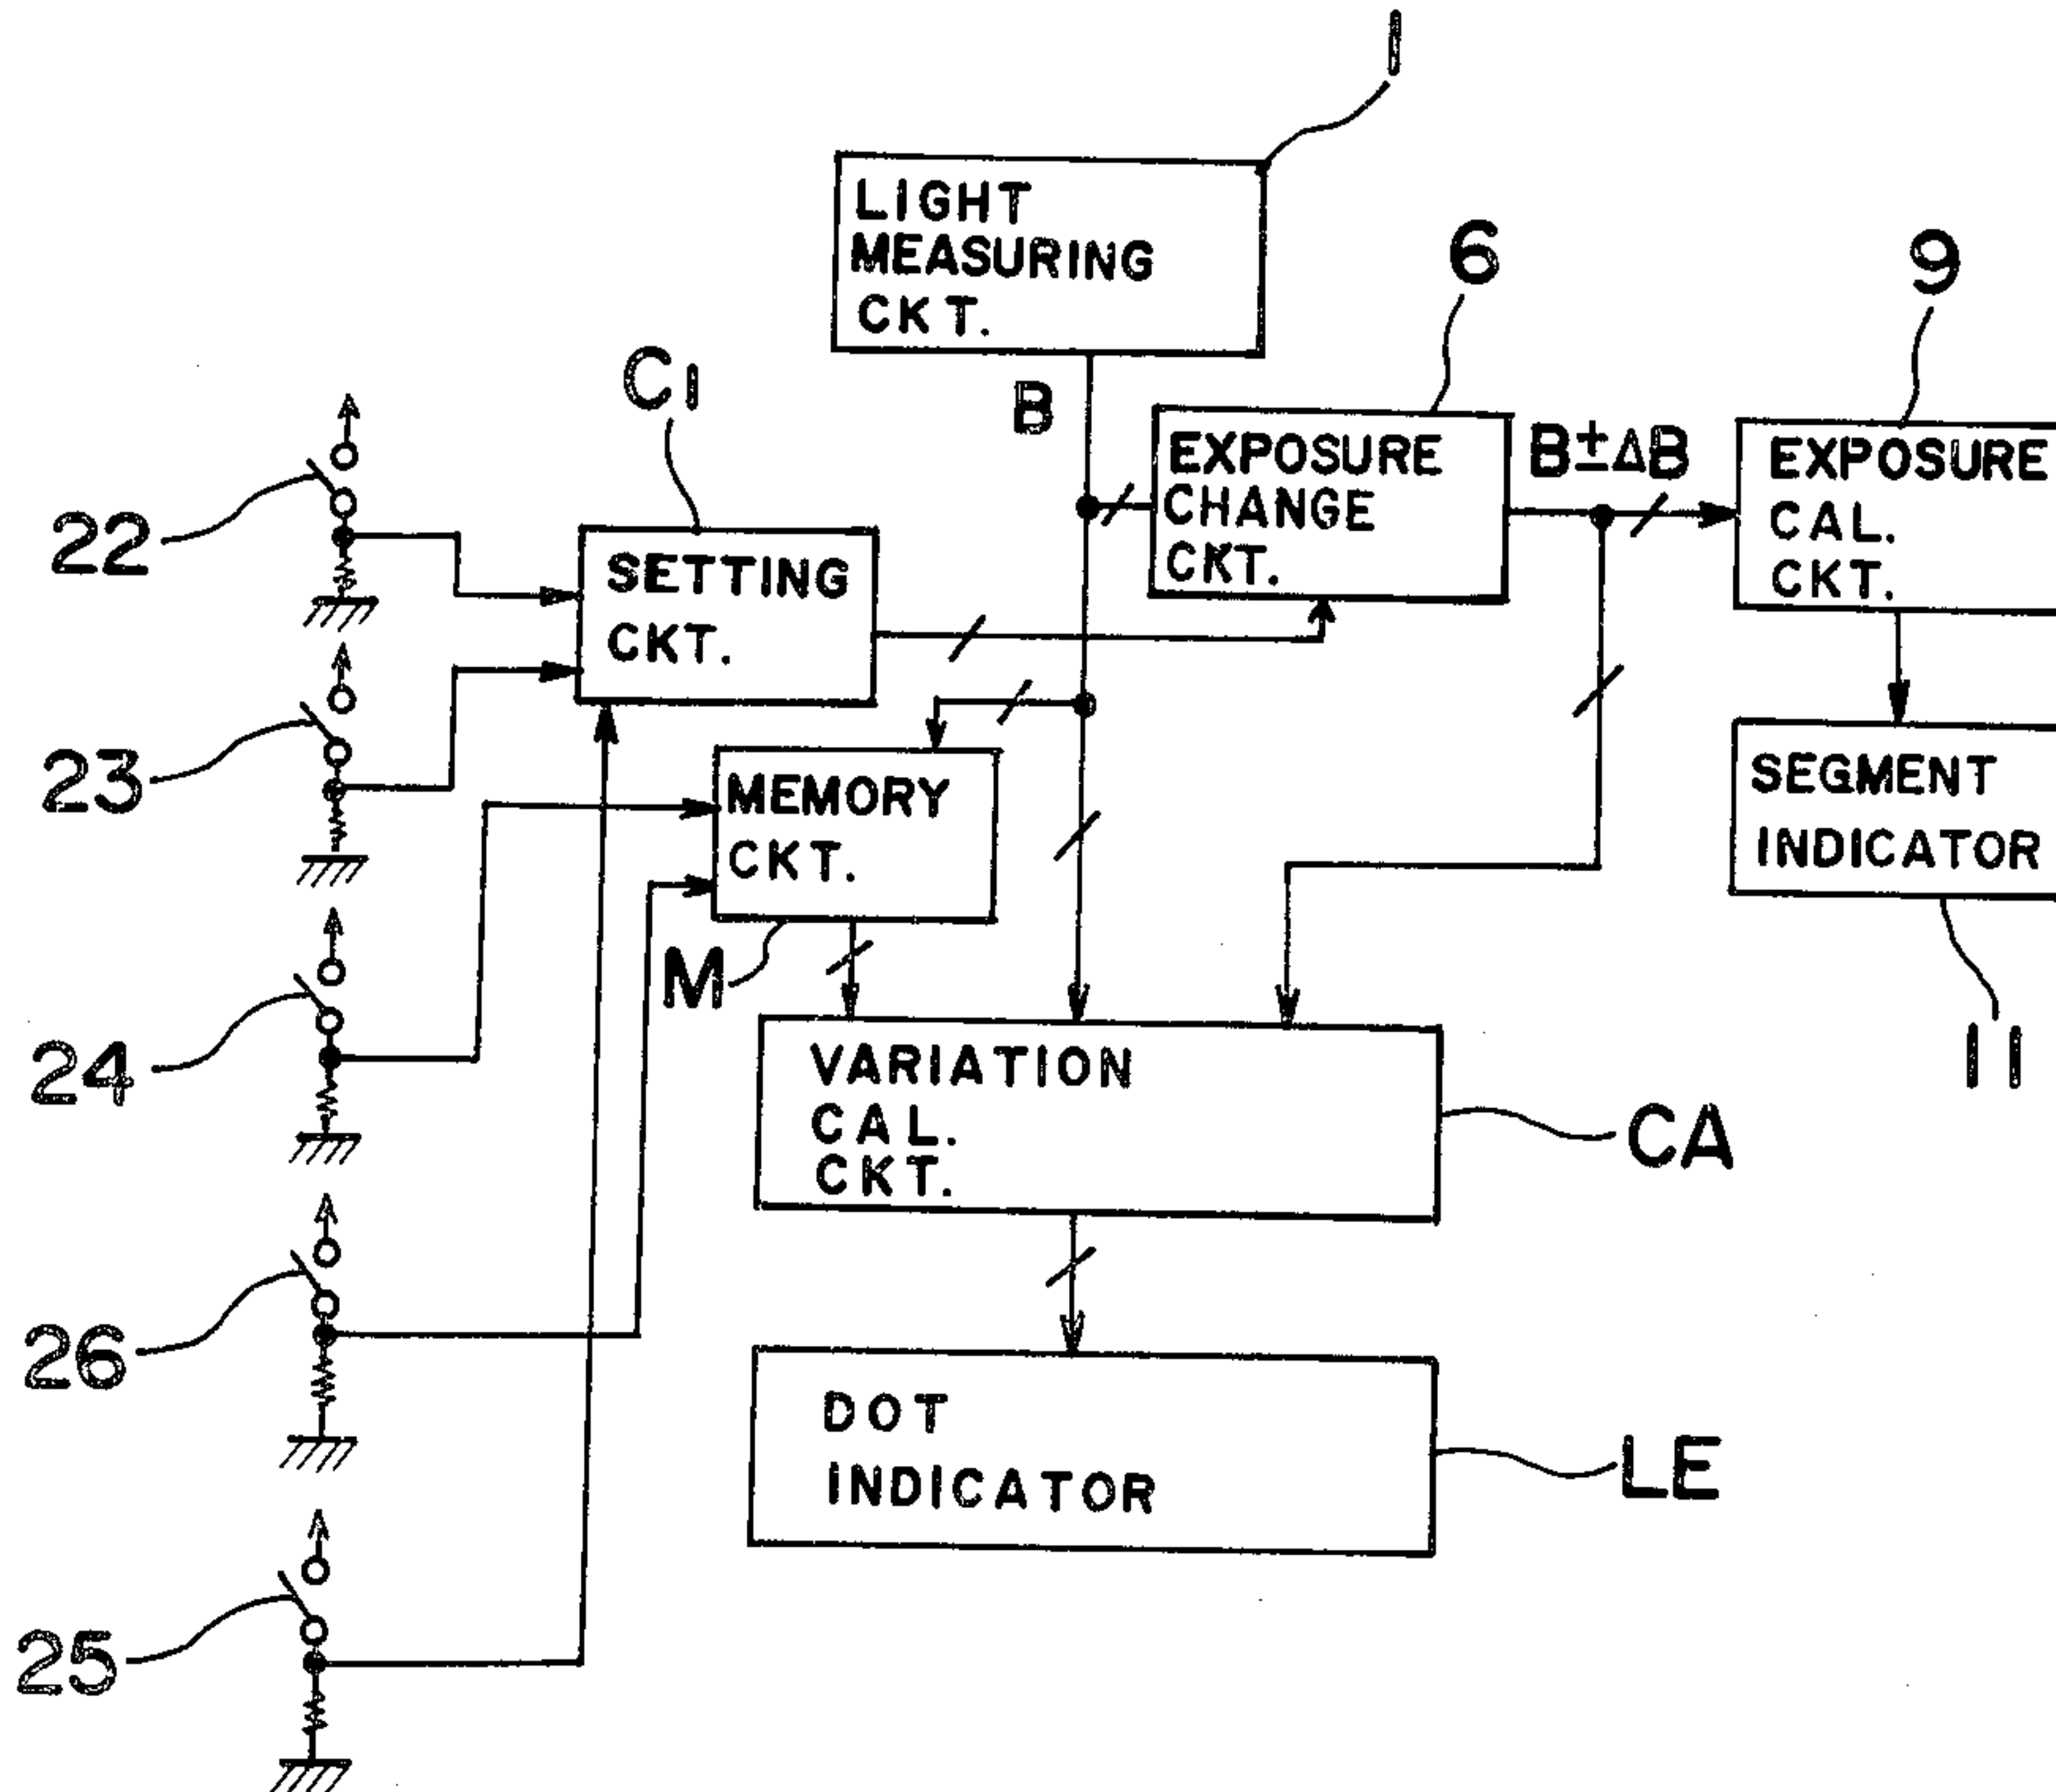 1
LIGHT
MEASURING
CKT.
6
9
C1
B
EXPOSURE
CHANGE
CKT.
B±ΔB
EXPOSURE
CAL.
CKT.
22
SETTING
CKT.
23
MEMORY
CKT.
SEGMENT
INDICATOR
M
24
VARIATION
CAL.
CKT.
11
CA
26
DOT
INDICATOR
LE
25